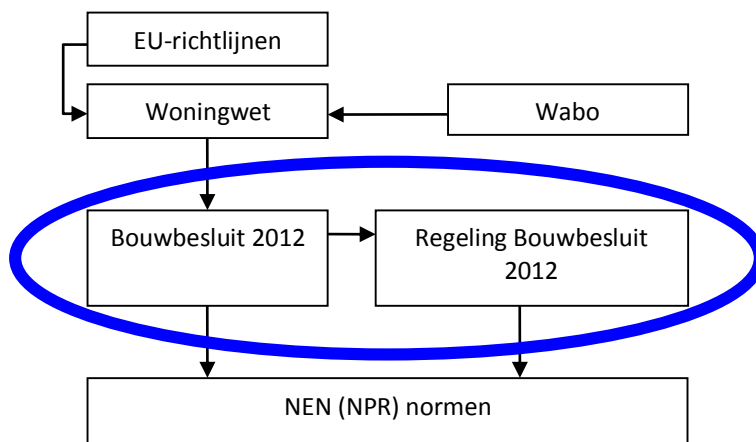 EU-richtlijnen
Woningwet
Wabo
Bouwbesluit 2012
Regeling Bouwbesluit
2012
NEN (NPR) normen